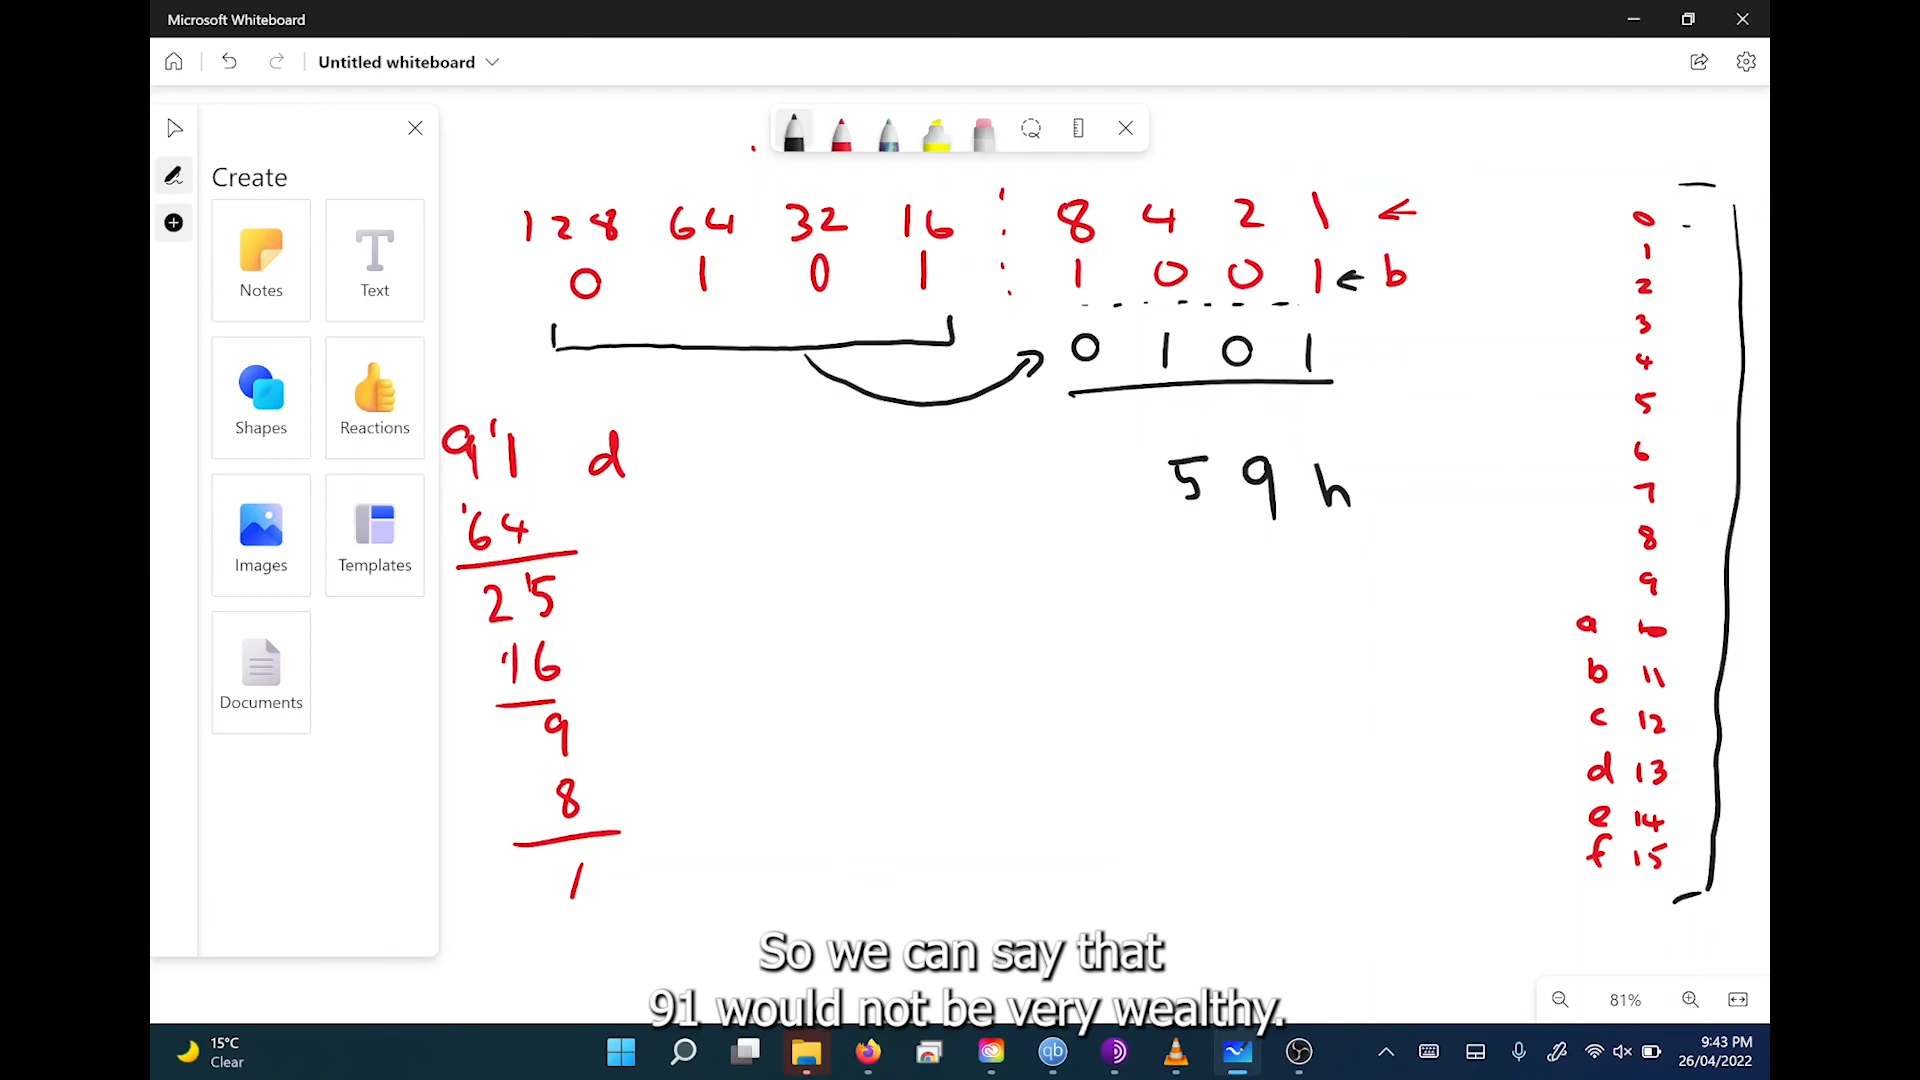 Microsoft Whiteboard
Untitled whiteboard
Create
Notes
Text
Shapes
Reactions
Images
Templates
Documents
128 64 32 16 : 8 4 2 1 ←
0 1 0 1 : 1 0 0 1 ← b
0 1 0 1
59h
91 d
64
25
16
9
8
1
0
1
2
3
4
5
6
7
8
9
a 10
b 11
c 12
d 13
e 14
f 15
So we can say that
91 would not be very wealthy.
81%
15°C
Clear
qb
9:43 PM
26/04/2022